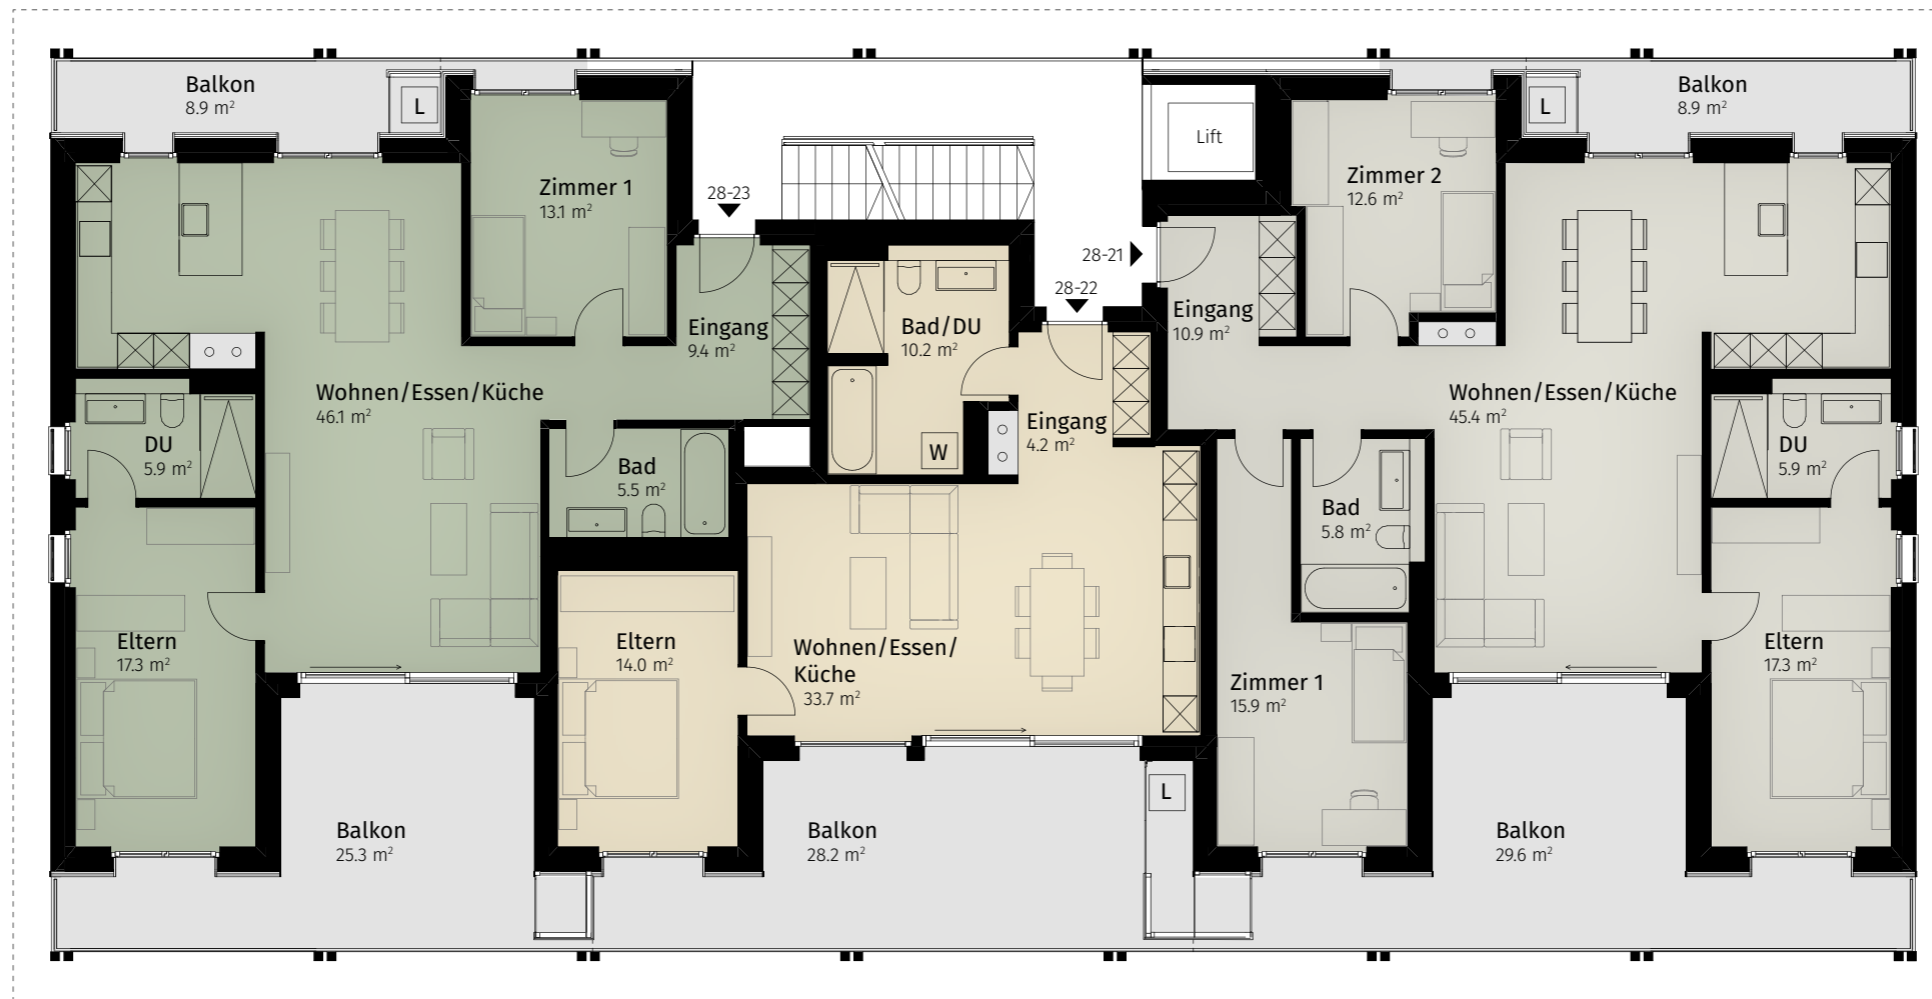 Balkon
8.9 m²
L
Zimmer 1
13.1 m²
28-23
Eingang
9.4 m²
Wohnen/Essen/Küche
46.1 m²
DU
5.9 m²
Bad
5.5 m²
Eltern
17.3 m²
Balkon
25.3 m²
Bad/DU
10.2 m²
W
28-22
Eingang
4.2 m²
Eltern
14.0 m²
Wohnen/Essen/
Küche
33.7 m²
Balkon
28.2 m²
L
Lift
28-21
Eingang
10.9 m²
Zimmer 2
12.6 m²
L
Balkon
8.9 m²
Wohnen/Essen/Küche
45.4 m²
DU
5.9 m²
Bad
5.8 m²
Zimmer 1
15.9 m²
Eltern
17.3 m²
Balkon
29.6 m²